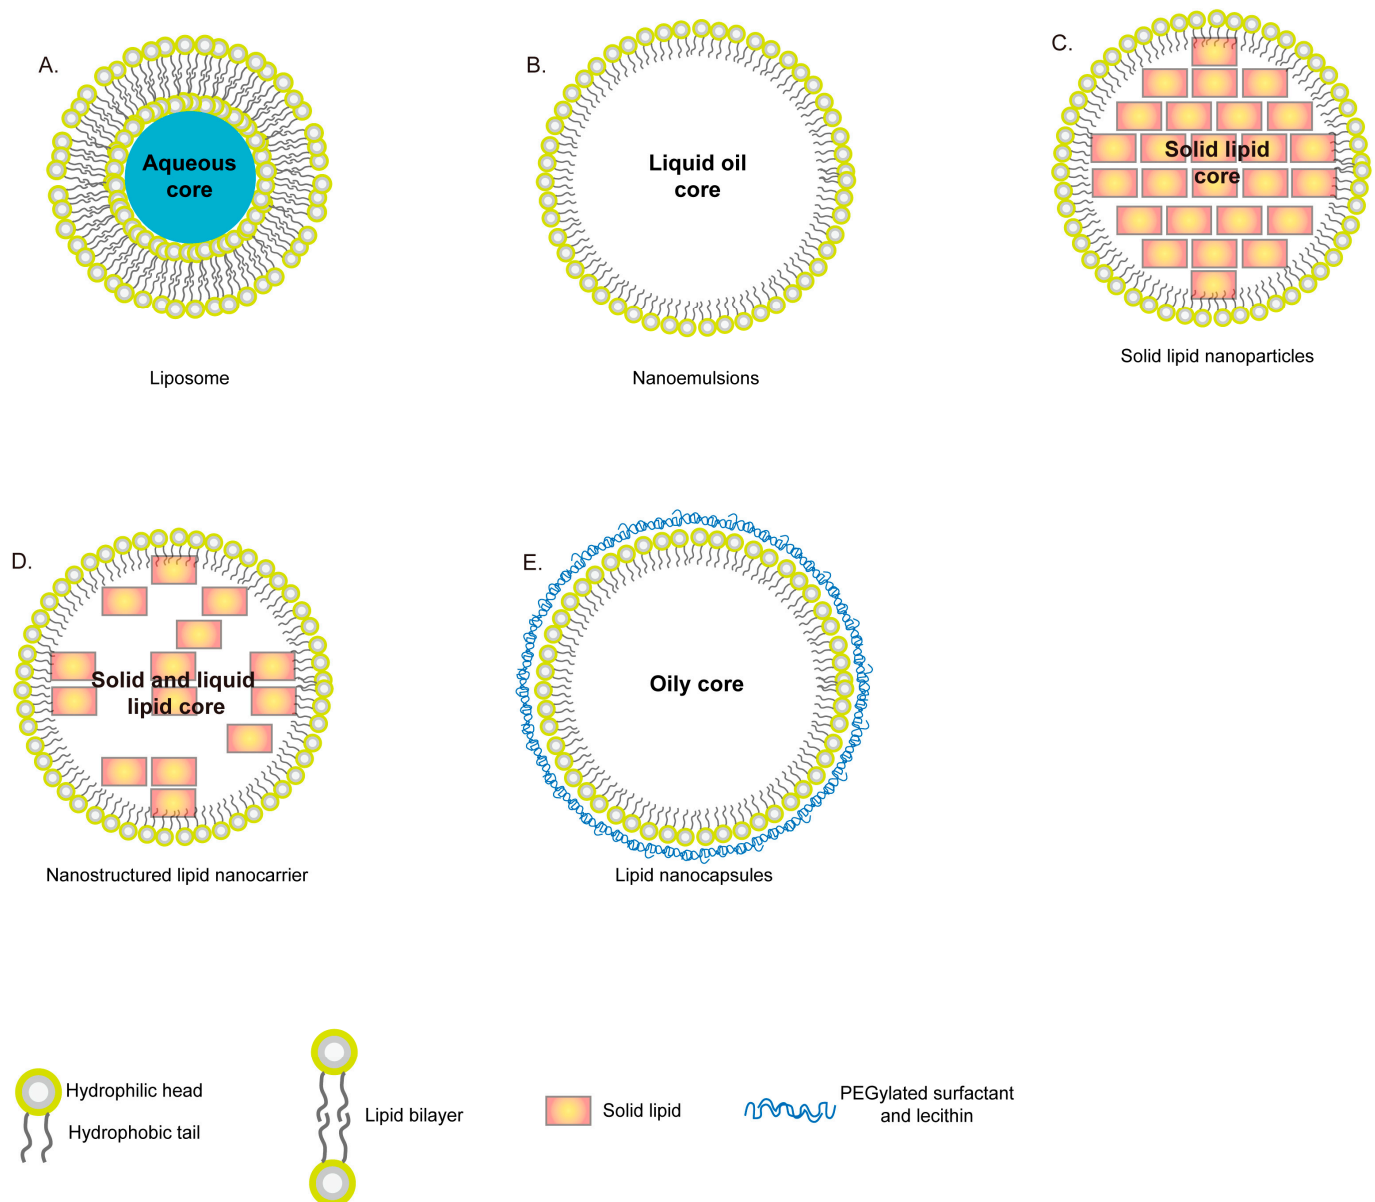 A.
Aqueous
core
Liposome
B.
Liquid oil
core
Nanoemulsions
C.
Solid lipid
core
Solid lipid nanoparticles
D.
Solid and liquid
lipid core
Nanostructured lipid nanocarrier
E.
Oily core
Lipid nanocapsules
Hydrophilic head
Hydrophobic tail
Lipid bilayer
Solid lipid
PEGylated surfactant
and lecithin